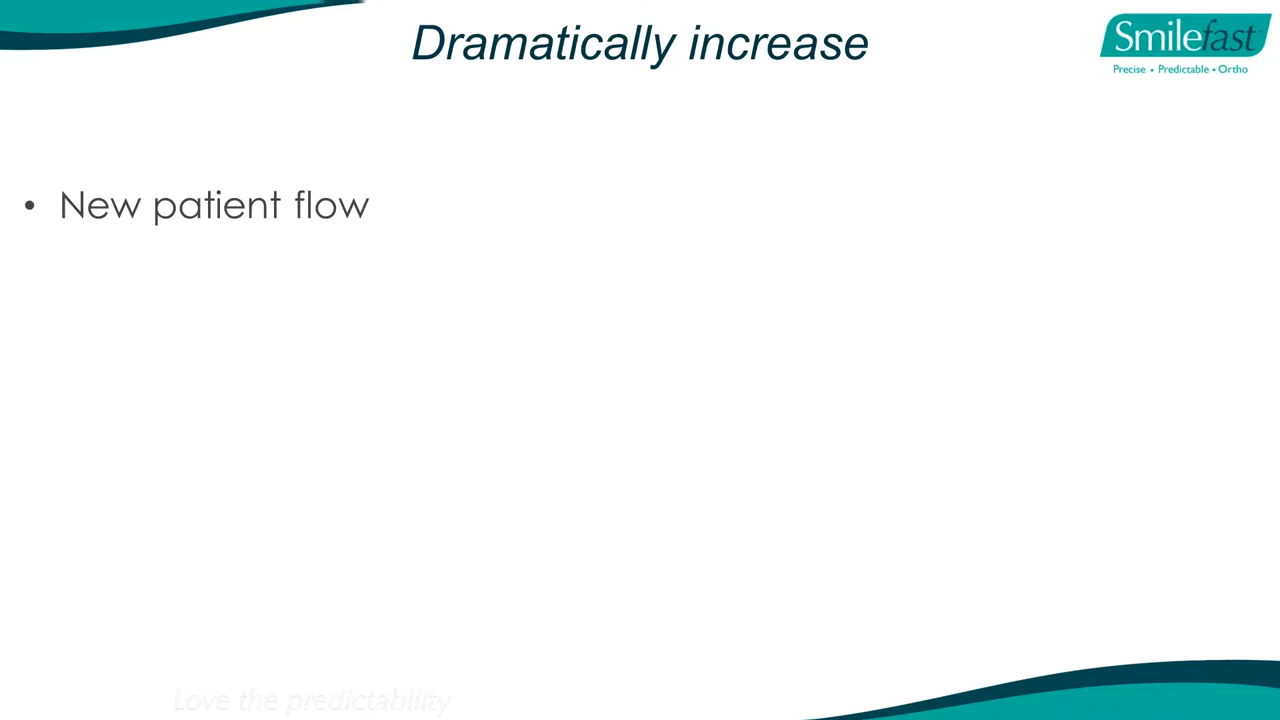 Dramatically increase
Smilefast
Precise • Predictable • Ortho
• New patient flow
Love the predictability